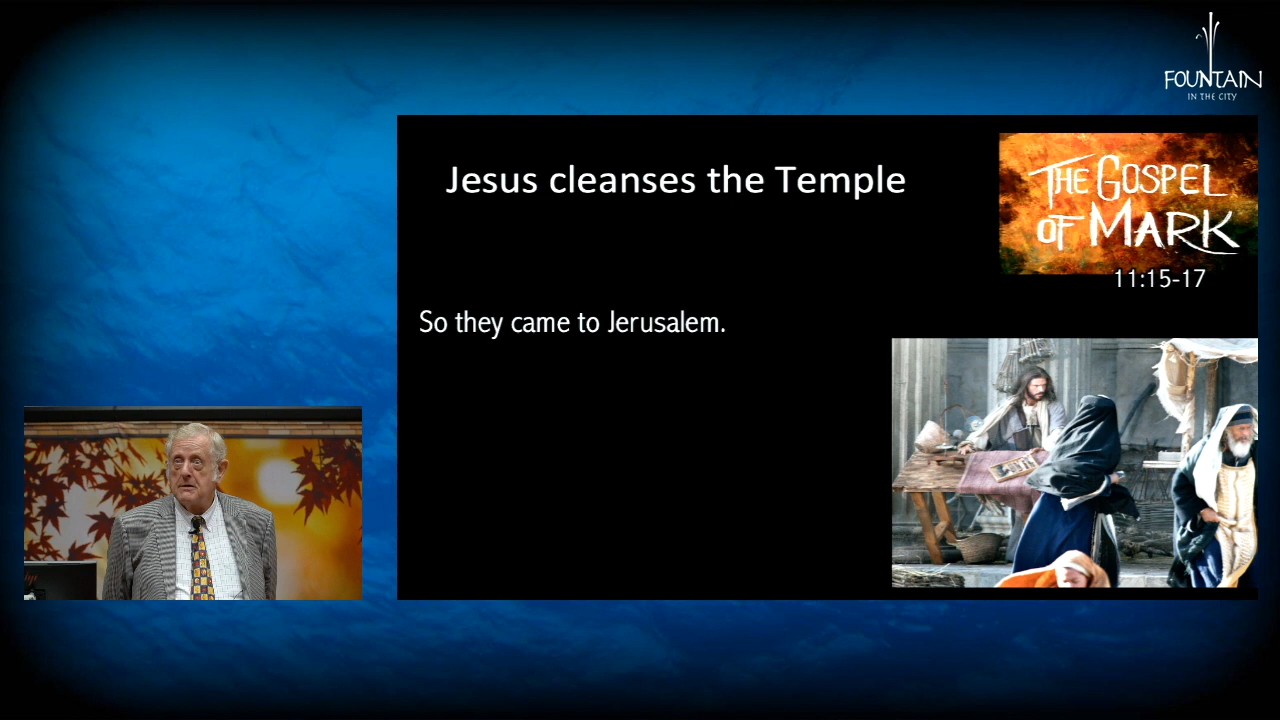 FOUNTAIN
IN THE CITY
Jesus cleanses the Temple
THE GOSPEL
OF MARK
11:15-17
So they came to Jerusalem.